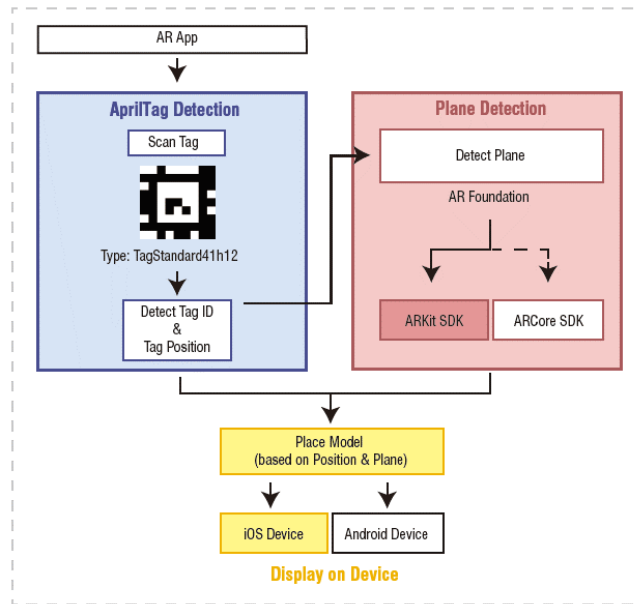 AR App
AprilTag Detection
Scan Tag
Type: TagStandard41h12
Detect Tag ID
&
Tag Position
Plane Detection
Detect Plane
AR Foundation
ARKit SDK
ARCore SDK
Place Model
(based on Position & Plane)
iOS Device
Android Device
Display on Device